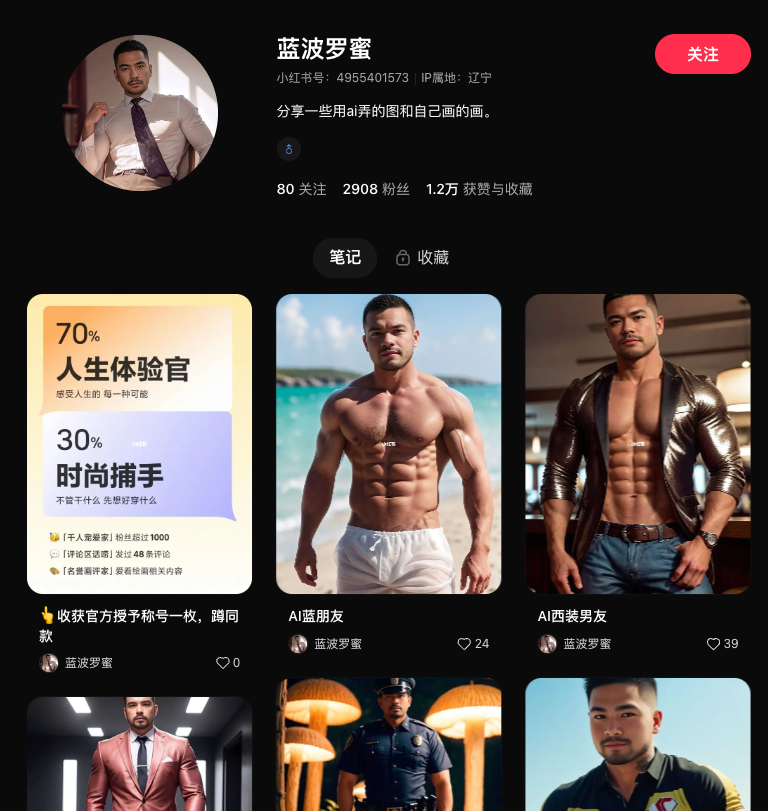 蓝波罗蜜
关注
小红书号：4955401573 IP属地：辽宁
分享一些用ai弄的图和自己画的画。
80 关注 2908 粉丝 1.2万 获赞与收藏
笔记 收藏
70%
人生体验官
感受人生的 每一种可能
30%
时尚捕手
不管干什么 先想好穿什么
「千人宠爱家」粉丝超过1000
「评论区话唠」发过48条评论
「名誉画评家」爱看绘画相关内容
👆收获官方授予称号一枚，蹲同
款
蓝波罗蜜 0
AI蓝朋友
蓝波罗蜜 24
AI西装男友
蓝波罗蜜 39